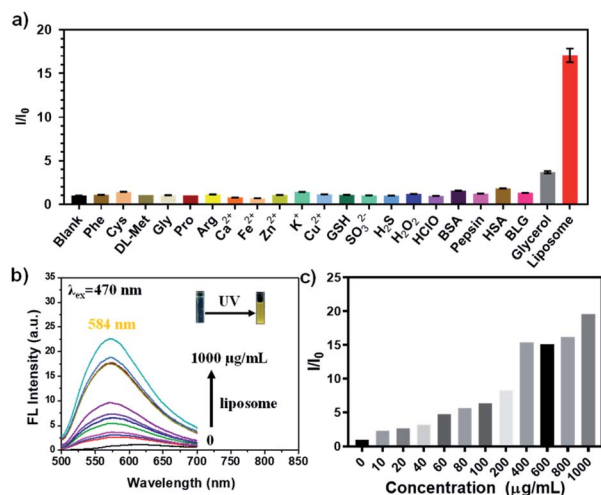 a)
20
15
10
5
0
I/I₀
Blank
Phe
Cys
DL-Met
Gly
Pro
Arg
Ca²⁺
Fe²⁺
Zn²⁺
K⁺
Cu²⁺
GSH
SO₃²⁻
H₂S
H₂O₂
HClO
BSA
Pepsin
HSA
BLG
Glycerol
Liposome
b)
λex=470 nm
584 nm
UV
1000 μg/mL
liposome
0
35
30
25
20
15
10
5
0
FL Intensity (a.u.)
500 550 600 650 700 750 800 850
Wavelength (nm)
c)
25
20
15
10
5
0
I/I₀
0 10 20 40 60 80 100 200 400 600 800 1000
Concentration (μg/mL)